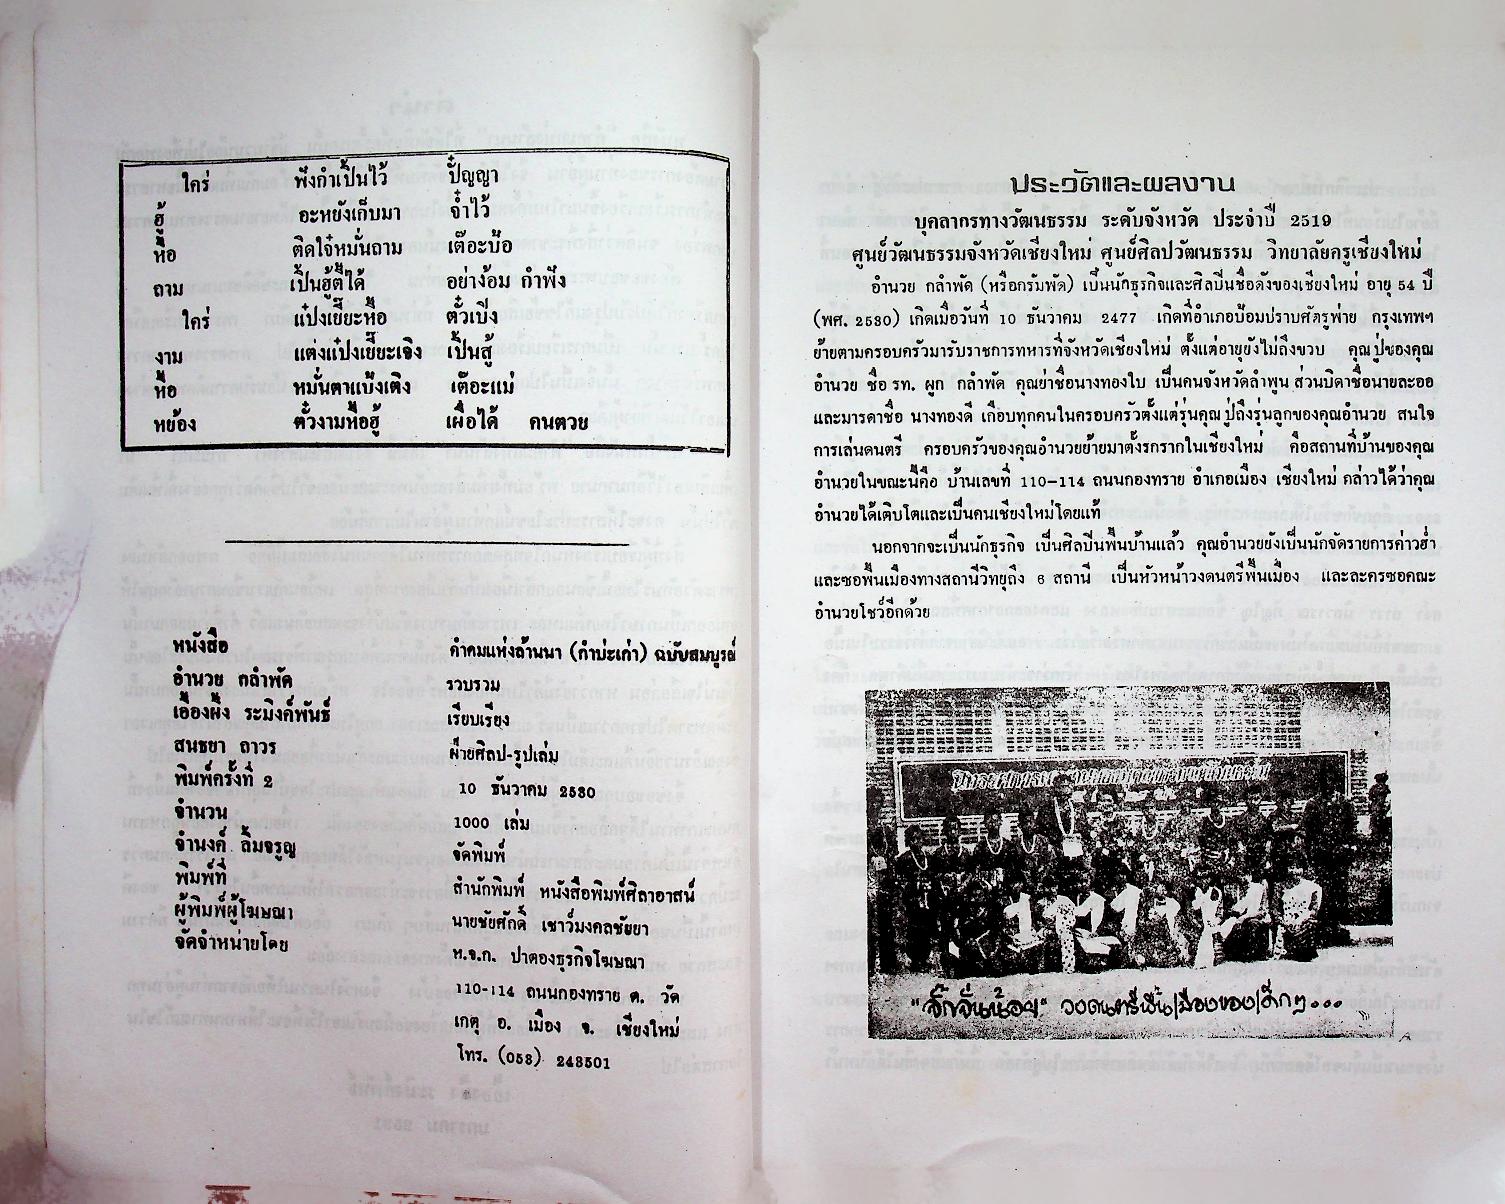 ใคร่ ฟังกำเปิ้นไว้ ปั๋ญญา
ฮู้ อะหยังเก็บมา จ๋ำไว้
หื้อ ติดใจ๋หมั่นถาม เต๊อะบ้อ
ถาม เปิ้นฮู้ตี้ได้ อย่าง้อม กำฟัง
ใคร่ แป๋งเยี๊ยะหื้อ ตั๋วเปิ่ง
งาม แต่งแป๋งเยี๊ยะเจิง เปิ้นสู้
หื้อ หมั่นตาแบ้งเติง เต๊อะแม่
หย้อง ตั๋วงามหื้อฮู้ เผื่อได้ คนตวย
หนังสือ กำคมแห่งล้านนา (กำบ่ะเก่า) ฉบับสมบูรณ์
อำนวย กลำพัด รวบรวม
เอื้องผึ้ง ระมิงค์พันธ์ เรียบเรียง
สนธยา ถาวร ฝ่ายศิลป-รูปเล่ม
พิมพ์ครั้งที่ 2 10 ธันวาคม 2530
จำนวน 1000 เล่ม
จำนงค์ ลิ้มจรูญ จัดพิมพ์
พิมพ์ที่ สำนักพิมพ์ หนังสือพิมพ์ศิลาอาสน์
ผู้พิมพ์ผู้โฆษณา นายชัยศักดิ์ เชาว์มงคลชัยยา
จัดจำหน่ายโดย ห.จ.ก. ปาตองธุรกิจโฆษณา
110-114 ถนนกองทราย ต. วัด
เกตุ อ. เมือง จ. เชียงใหม่
โทร. (053) 243501
ประวัติและผลงาน
บุคลากรทางวัฒนธรรม ระดับจังหวัด ประจำปี 2519
ศูนย์วัฒนธรรมจังหวัดเชียงใหม่ ศูนย์ศิลปวัฒนธรรม วิทยาลัยครูเชียงใหม่
อำนวย กลำพัด (หรือกรัมพัด) เป็นนักธุรกิจและศิลปินชื่อดังของเชียงใหม่ อายุ 54 ปี
(พศ. 2530) เกิดเมื่อวันที่ 10 ธันวาคม 2477 เกิดที่อำเภอป้อมปราบศัตรูพ่าย กรุงเทพฯ
ย้ายตามครอบครัวมารับราชการทหารที่จังหวัดเชียงใหม่ ตั้งแต่อายุยังไม่ถึงขวบ คุณปู่ของคุณ
อำนวย ชื่อ รท. ผูก กลำพัด คุณย่าชื่อนางทองใบ เป็นคนจังหวัดลำพูน ส่วนบิดาชื่อนายละออ
และมารดาชื่อ นางทองดี เกือบทุกคนในครอบครัวตั้งแต่รุ่นคุณปู่ถึงรุ่นลูกของคุณอำนวย สนใจ
การเล่นดนตรี ครอบครัวของคุณอำนวยย้ายมาตั้งรกรากในเชียงใหม่ คือสถานที่บ้านของคุณ
อำนวยในขณะนี้คือ บ้านเลขที่ 110-114 ถนนกองทราย อำเภอเมือง เชียงใหม่ กล่าวได้ว่าคุณ
อำนวยได้เติบโตและเป็นคนเชียงใหม่โดยแท้
นอกจากจะเป็นนักธุรกิจ เป็นศิลปินพื้นบ้านแล้ว คุณอำนวยยังเป็นนักจัดรายการค่าวฮ่ำ
และซอพื้นเมืองทางสถานีวิทยุถึง 6 สถานี เป็นหัวหน้าวงดนตรีพื้นเมือง และละครซอคณะ
อำนวยโชว์อีกด้วย
"จิ๊กจั่นน้อย" วงดนตรีพื้นเมืองของเด็กๆ...